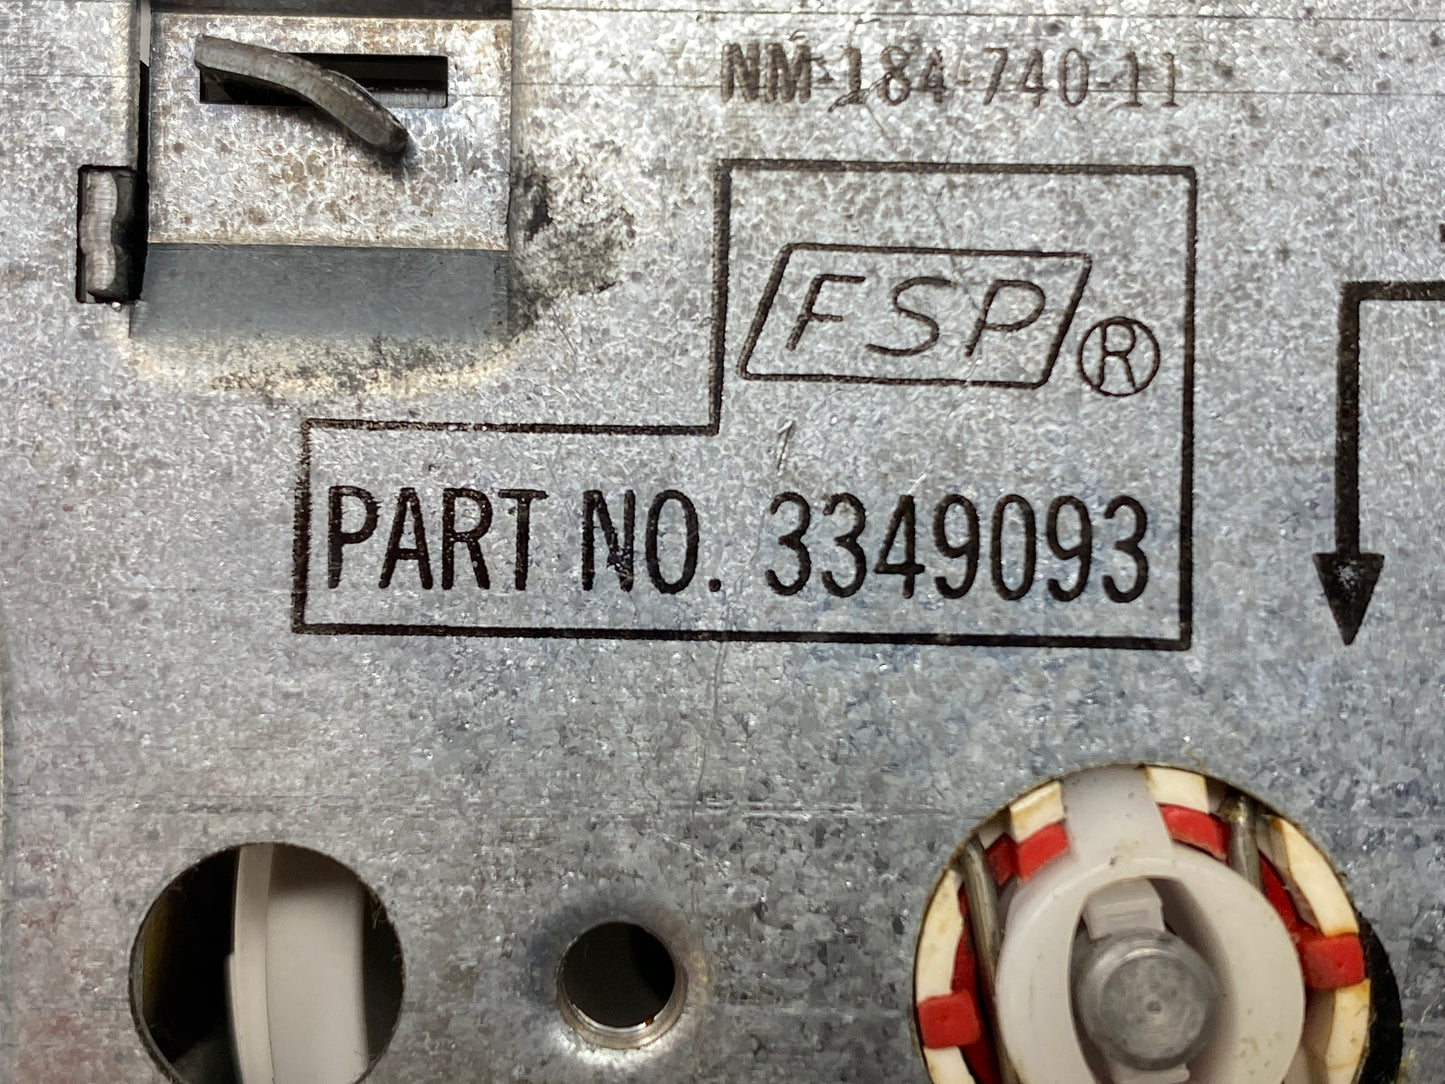 NM-184-740-11
FSP ®
PART NO. 3349093